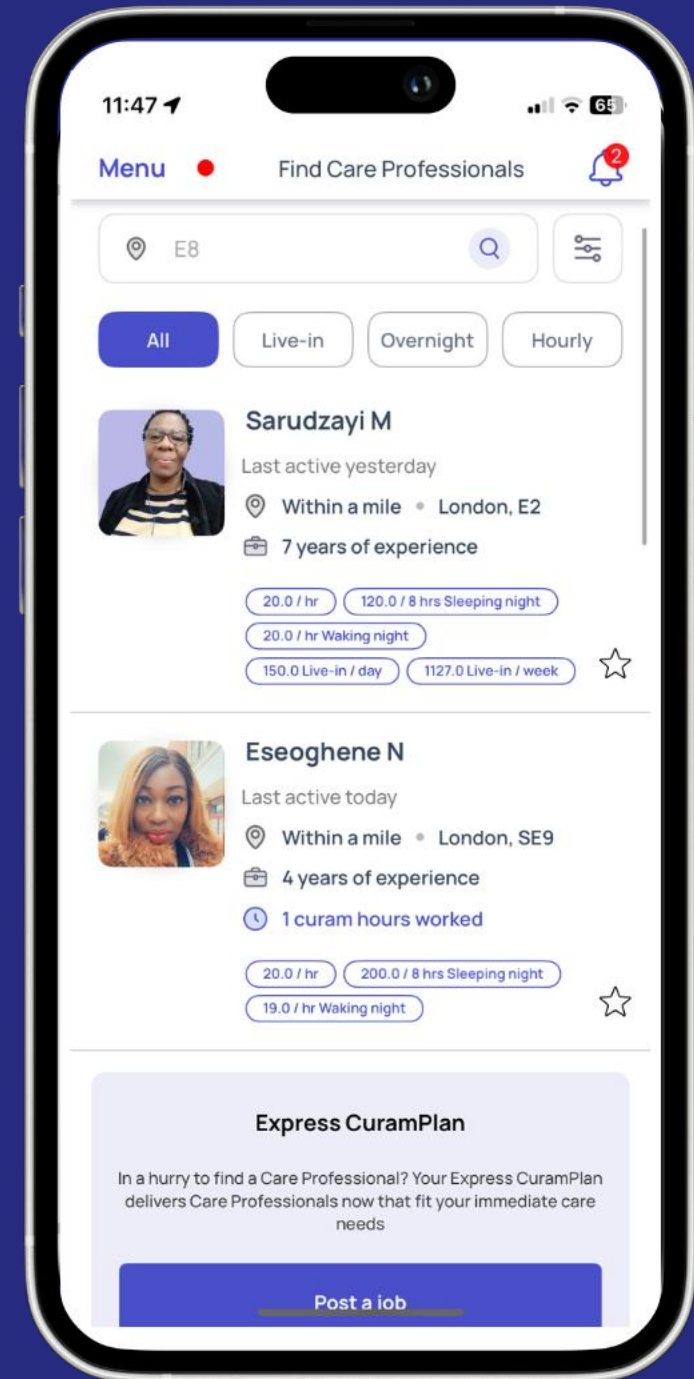 11:47
65
Menu
Find Care Professionals
2
E8
All
Live-in
Overnight
Hourly
Sarudzayi M
Last active yesterday
Within a mile • London, E2
7 years of experience
20.0 / hr
120.0 / 8 hrs Sleeping night
20.0 / hr Waking night
150.0 Live-in / day
1127.0 Live-in / week
Eseoghene N
Last active today
Within a mile • London, SE9
4 years of experience
1 curam hours worked
20.0 / hr
200.0 / 8 hrs Sleeping night
19.0 / hr Waking night
Express CuramPlan
In a hurry to find a Care Professional? Your Express CuramPlan
delivers Care Professionals now that fit your immediate care
needs
Post a job